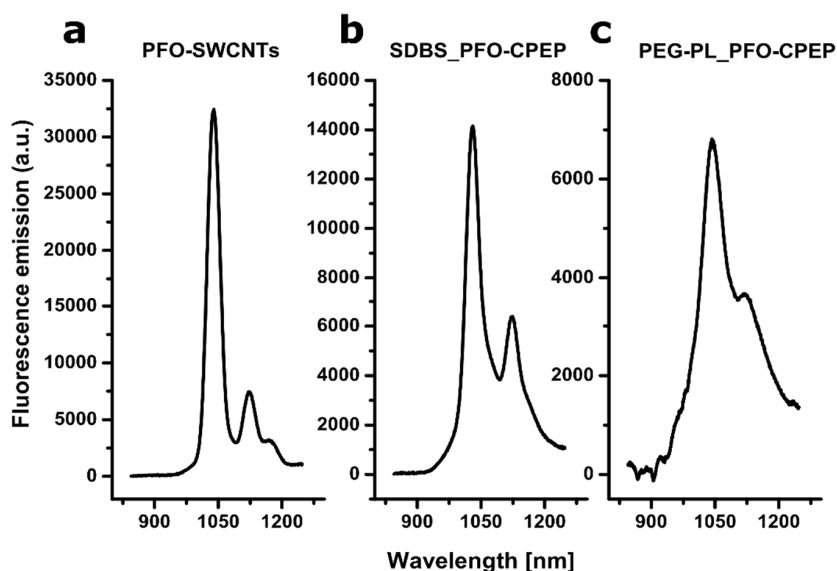 a
PFO-SWCNTs
b
SDBS_PFO-CPEP
c
PEG-PL_PFO-CPEP
Fluorescence emission (a.u.)
35000
30000
25000
20000
15000
10000
5000
0
900 1050 1200
16000
14000
12000
10000
8000
6000
4000
2000
0
900 1050 1200
8000
6000
4000
2000
0
900 1050 1200
Wavelength [nm]